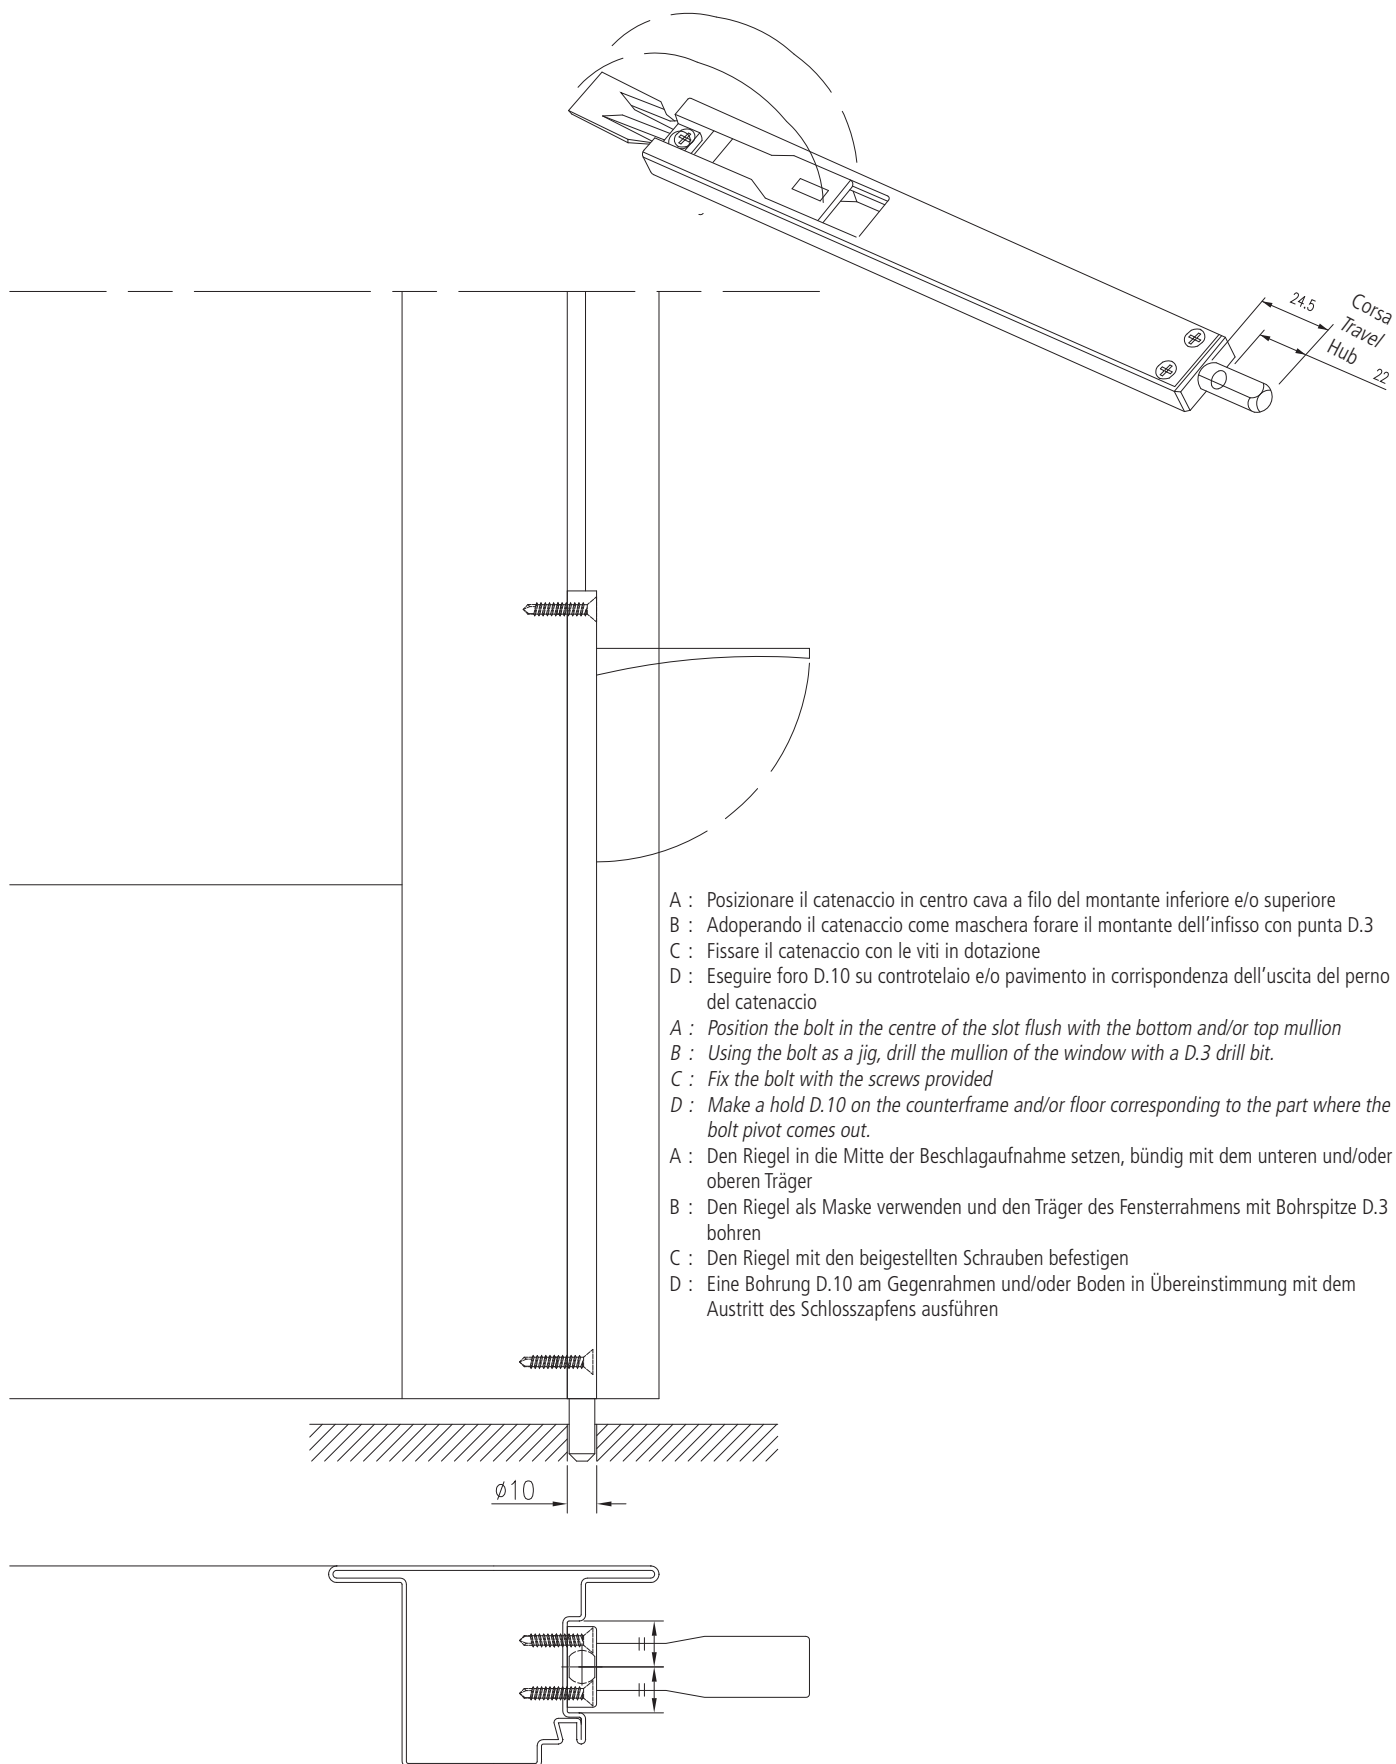 24.5
Corsa
Travel
Hub
22
A : Posizionare il catenaccio in centro cava a filo del montante inferiore e/o superiore
B : Adoperando il catenaccio come maschera forare il montante dell'infisso con punta D.3
C : Fissare il catenaccio con le viti in dotazione
D : Eseguire foro D.10 su controtelaio e/o pavimento in corrispondenza dell'uscita del perno
del catenaccio
A : Position the bolt in the centre of the slot flush with the bottom and/or top mullion
B : Using the bolt as a jig, drill the mullion of the window with a D.3 drill bit.
C : Fix the bolt with the screws provided
D : Make a hold D.10 on the counterframe and/or floor corresponding to the part where the
bolt pivot comes out.
A : Den Riegel in die Mitte der Beschlagaufnahme setzen, bündig mit dem unteren und/oder
oberen Träger
B : Den Riegel als Maske verwenden und den Träger des Fensterrahmens mit Bohrspitze D.3
bohren
C : Den Riegel mit den beigestellten Schrauben befestigen
D : Eine Bohrung D.10 am Gegenrahmen und/oder Boden in Übereinstimmung mit dem
Austritt des Schlosszapfens ausführen
ø10
=
=